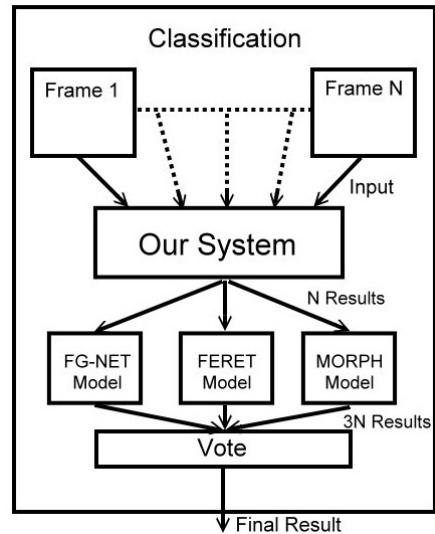 Classification
Frame 1
Frame N
Input
Our System
N Results
FG-NET
Model
FERET
Model
MORPH
Model
3N Results
Vote
Final Result